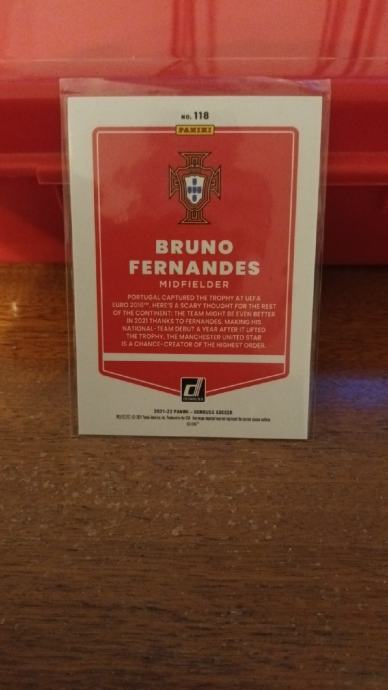 NO. 118
PANINI
BRUNO
FERNANDES
MIDFIELDER
PORTUGAL CAPTURED THE TROPHY AT UEFA
EURO 2016™. HERE'S A SCARY THOUGHT FOR THE REST
OF THE CONTINENT: THE TEAM MIGHT BE EVEN BETTER
IN 2021 THANKS TO FERNANDES. MAKING HIS
NATIONAL-TEAM DEBUT A YEAR AFTER IT LIFTED
THE TROPHY, THE MANCHESTER UNITED STAR
IS A CHANCE-CREATOR OF THE HIGHEST ORDER.
d
DONRUSS
2021-22 PANINI - DONRUSS SOCCER